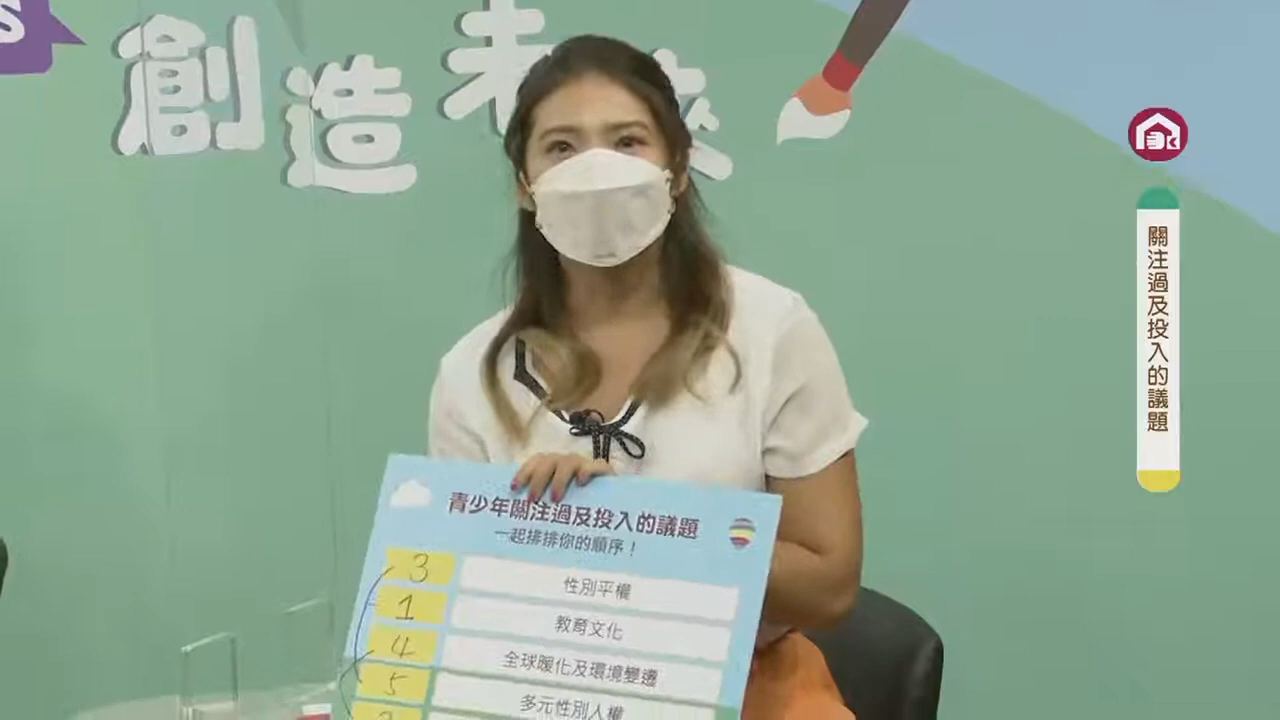 S
創造未來
關注過及投入的議題
青少年關注過及投入的議題
一起排排你的順序！
3 性別平權
1 教育文化
4 全球暖化及環境變遷
5 多元性別人權